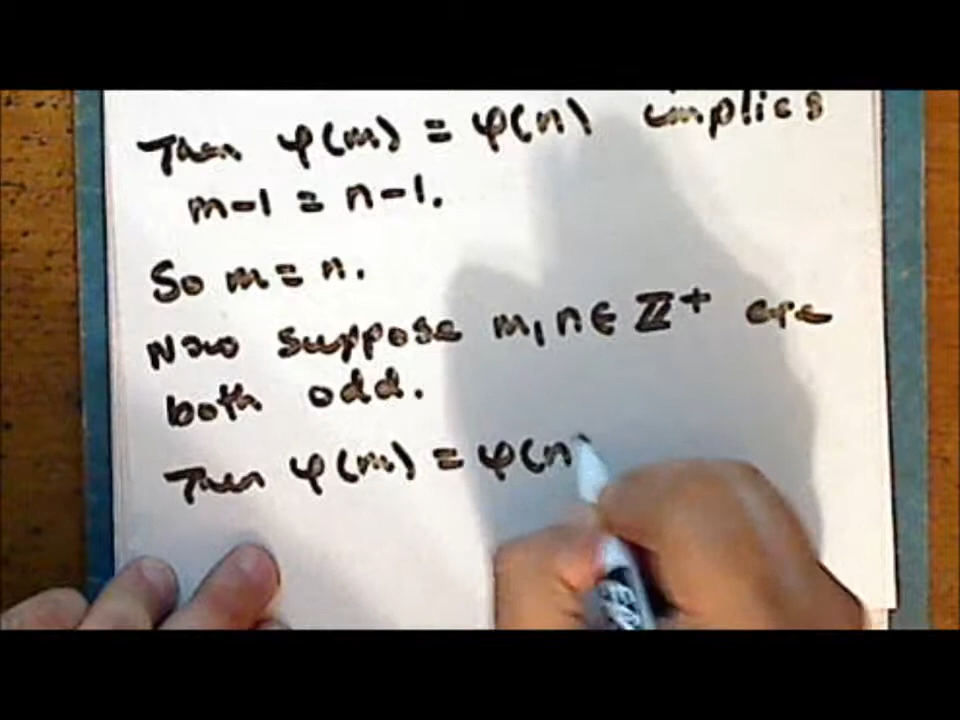 Then φ(m) = φ(n) implies
m-1 = n-1.
So m = n.
Now suppose m, n ∈ ℤ⁺ are
both odd.
Then φ(m) = φ(n)